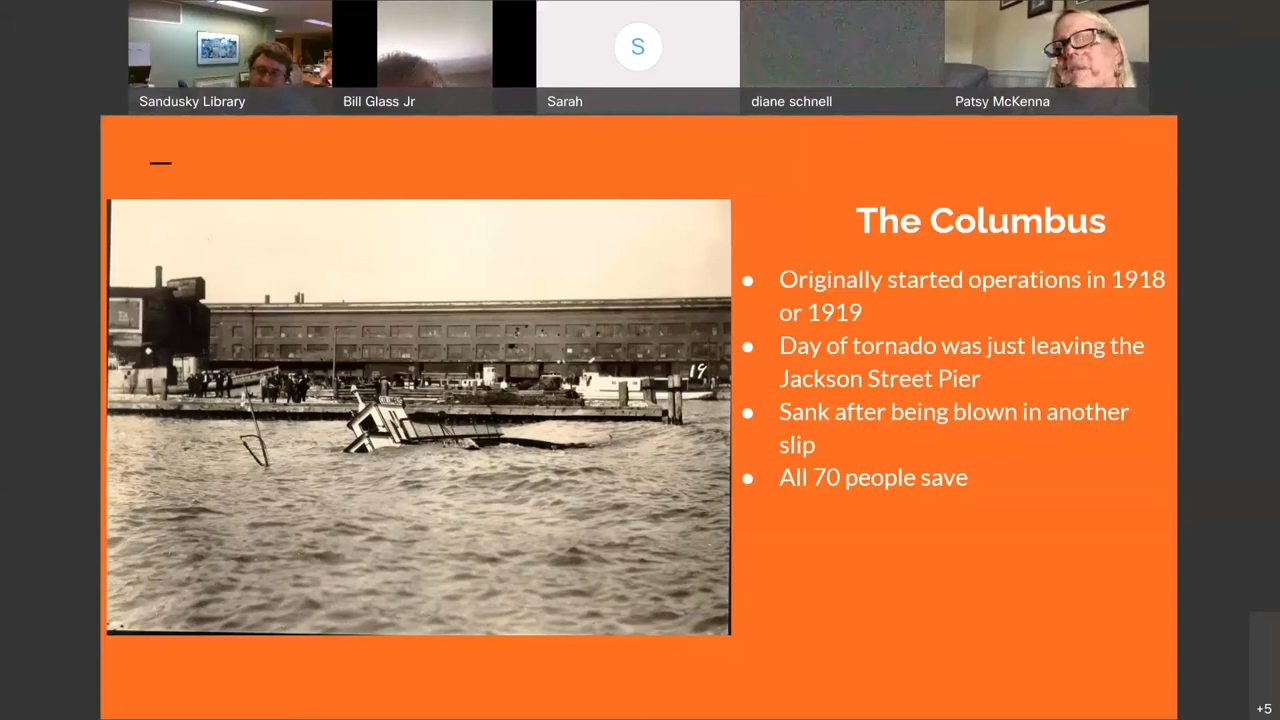 Sandusky Library
Bill Glass Jr
S
Sarah
diane schnell
Patsy McKenna
The Columbus
● Originally started operations in 1918
or 1919
● Day of tornado was just leaving the
Jackson Street Pier
● Sank after being blown in another
slip
● All 70 people save
19
+5